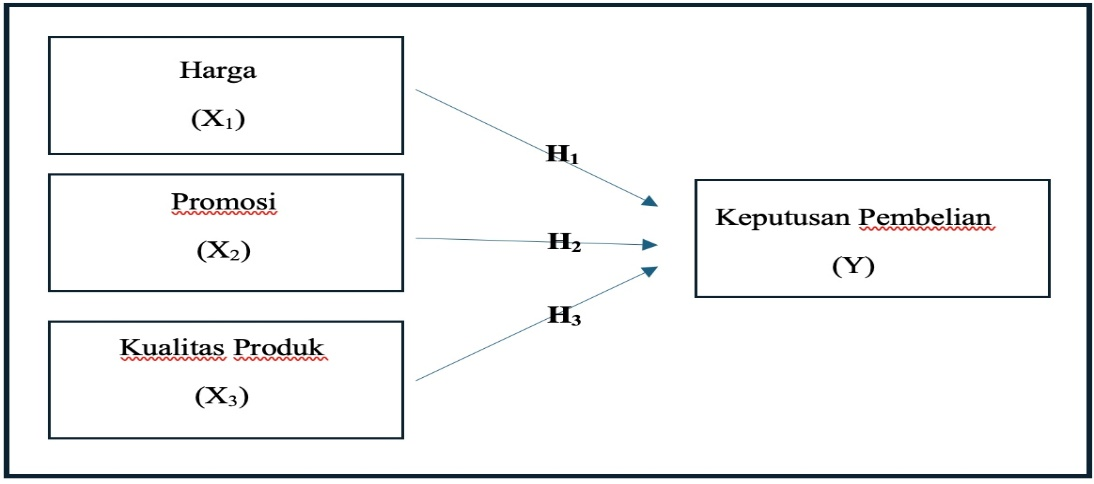 Harga
(X₁)
H₁
Promosi
(X₂)
H₂
Keputusan Pembelian
(Y)
Kualitas Produk
(X₃)
H₃